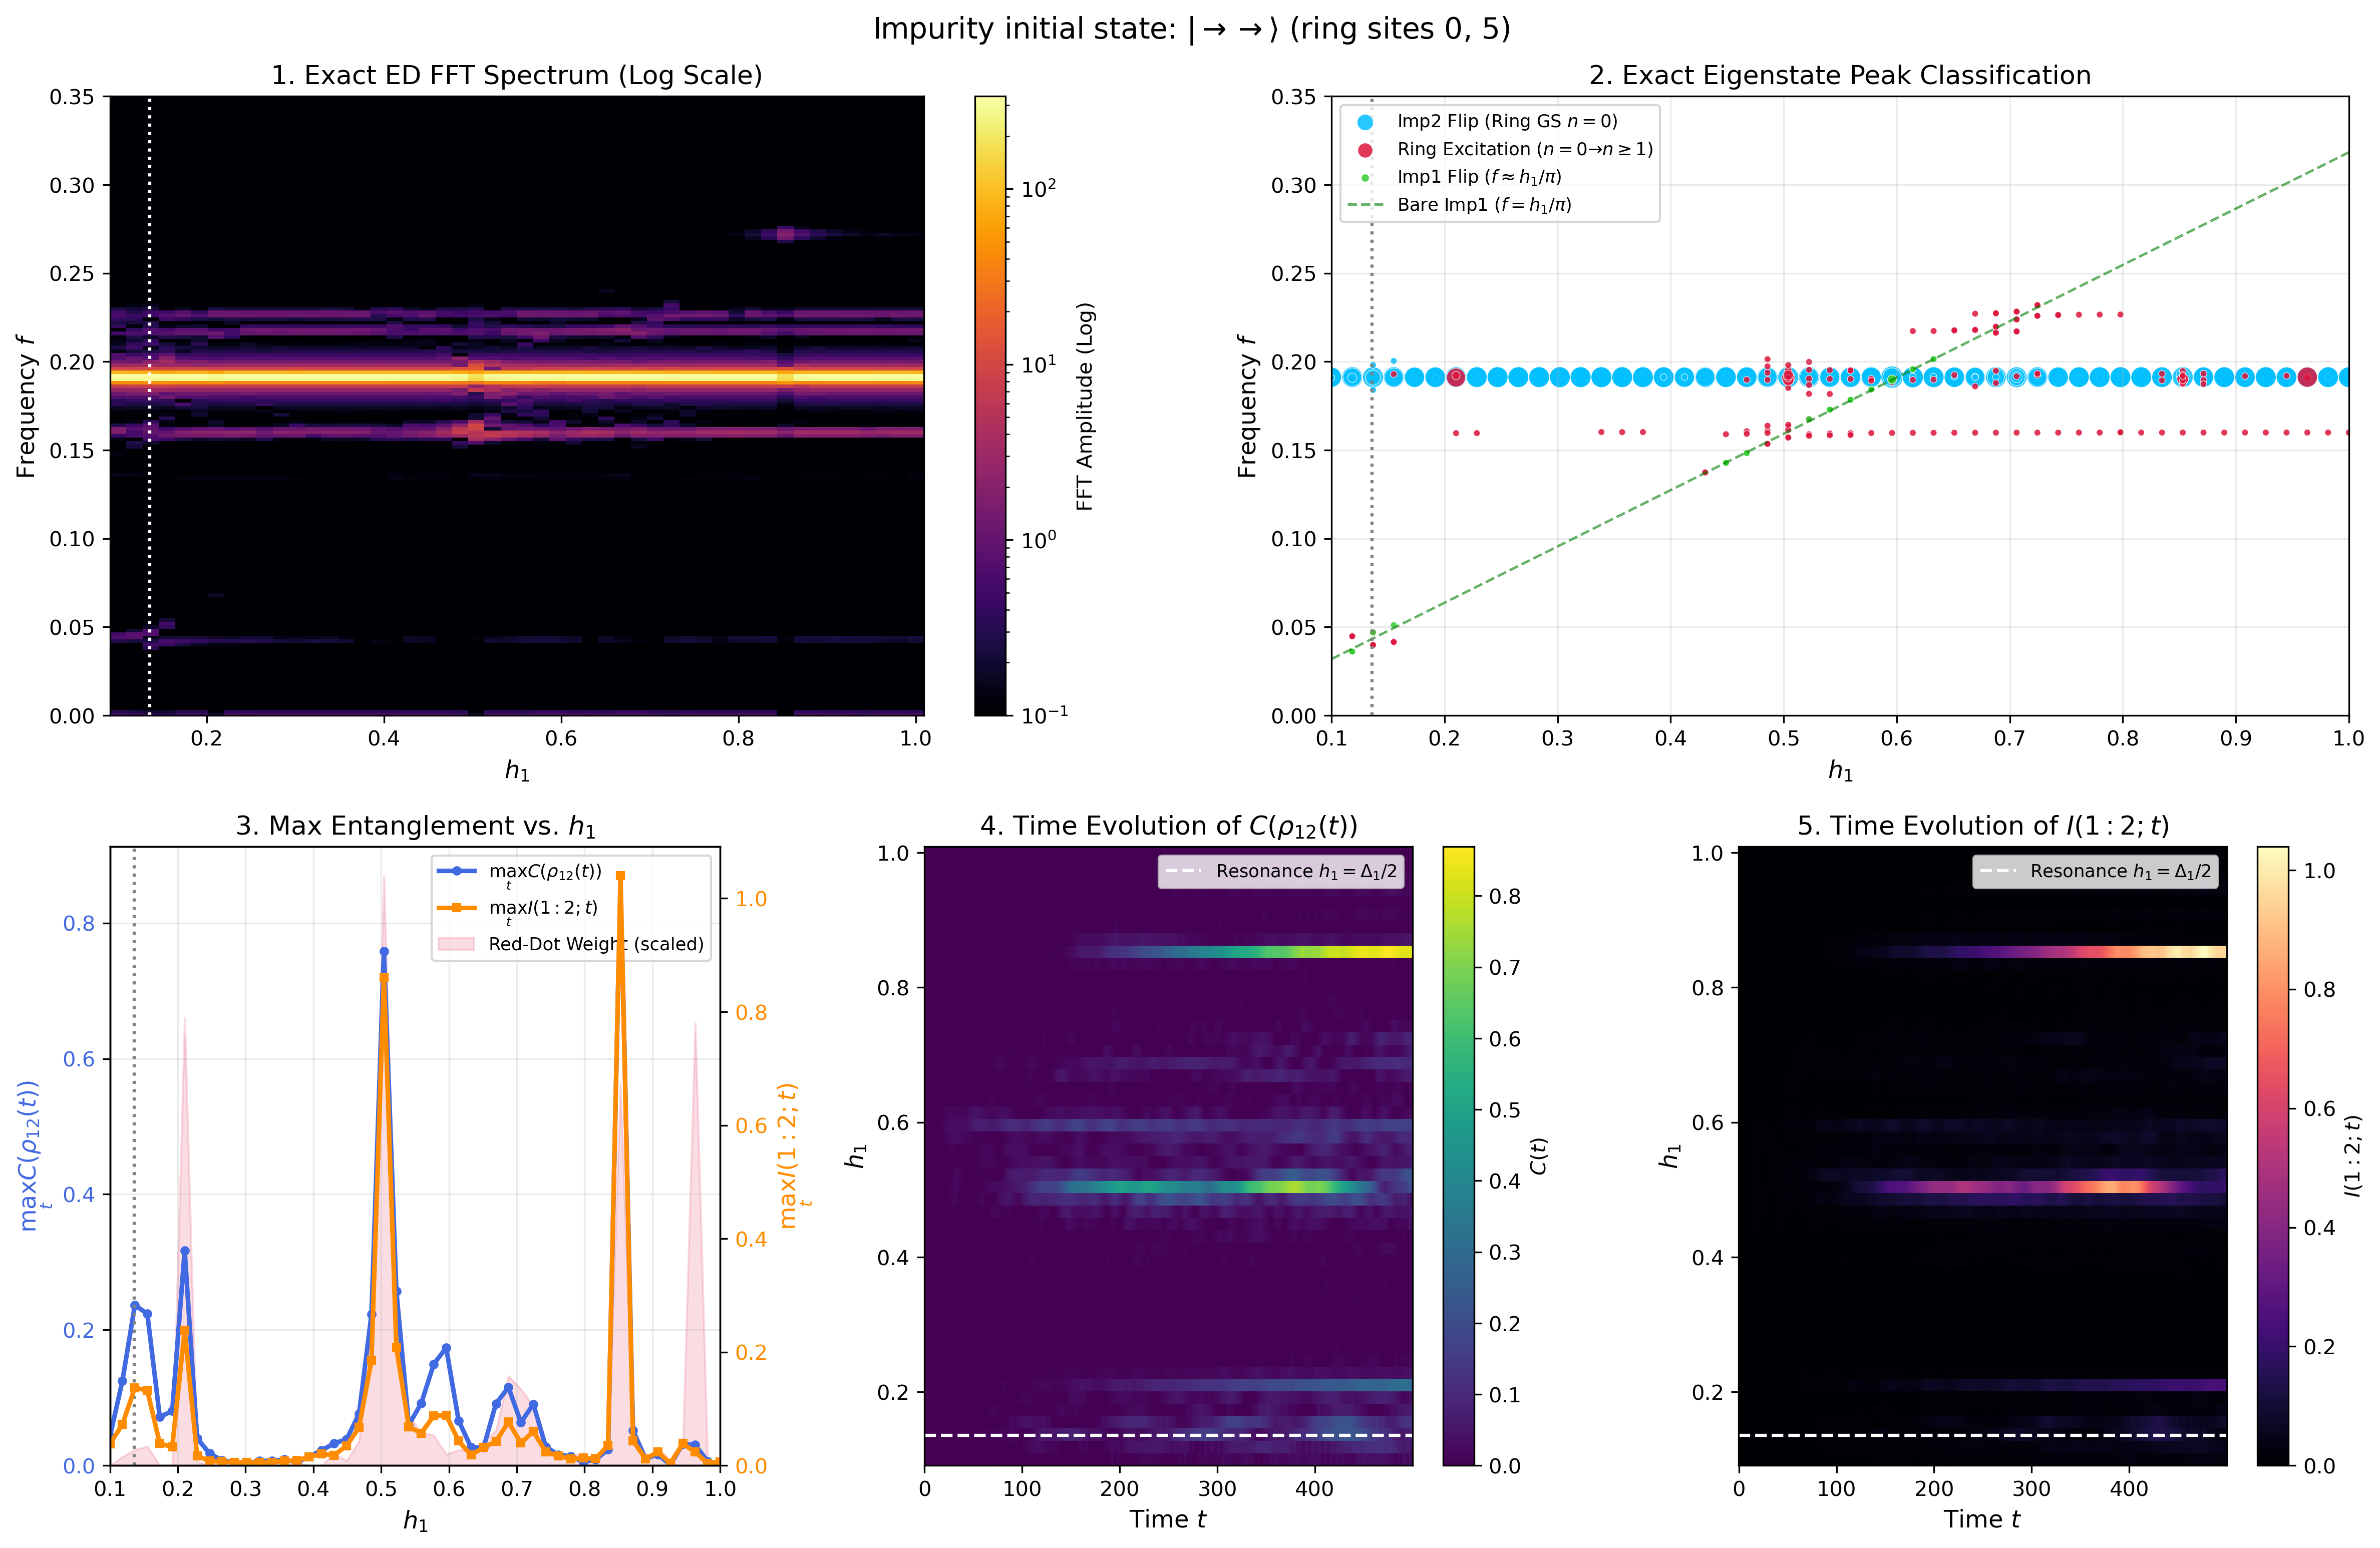 Impurity initial state: |→→⟩ (ring sites 0, 5)
1. Exact ED FFT Spectrum (Log Scale)
0.35
0.30
0.25
0.20
0.15
0.10
0.05
0.00
Frequency f
0.2 0.4 0.6 0.8 1.0
h₁
10²
10¹
10⁰
10⁻¹
FFT Amplitude (Log)
2. Exact Eigenstate Peak Classification
Imp2 Flip (Ring GS n = 0)
Ring Excitation (n = 0→n ≥ 1)
Imp1 Flip (f ≈ h₁/π)
Bare Imp1 (f = h₁/π)
0.35
0.30
0.25
0.20
0.15
0.10
0.05
0.00
Frequency f
0.1 0.2 0.3 0.4 0.5 0.6 0.7 0.8 0.9 1.0
h₁
3. Max Entanglement vs. h₁
max C(ρ₁₂(t))
t
max I(1 : 2; t)
t
Red-Dot Weight (scaled)
0.8
0.6
0.4
0.2
0.0
max C(ρ₁₂(t))
t
0.1 0.2 0.3 0.4 0.5 0.6 0.7 0.8 0.9 1.0
h₁
1.0
0.8
0.6
0.4
0.2
0.0
max I(1 : 2; t)
t
4. Time Evolution of C(ρ₁₂(t))
Resonance h₁ = Δ₁/2
1.0
0.8
0.6
0.4
0.2
h₁
0 100 200 300 400
Time t
0.8
0.7
0.6
0.5
0.4
0.3
0.2
0.1
0.0
C(t)
5. Time Evolution of I(1 : 2; t)
Resonance h₁ = Δ₁/2
1.0
0.8
0.6
0.4
0.2
h₁
0 100 200 300 400
Time t
1.0
0.8
0.6
0.4
0.2
0.0
I(1 : 2; t)